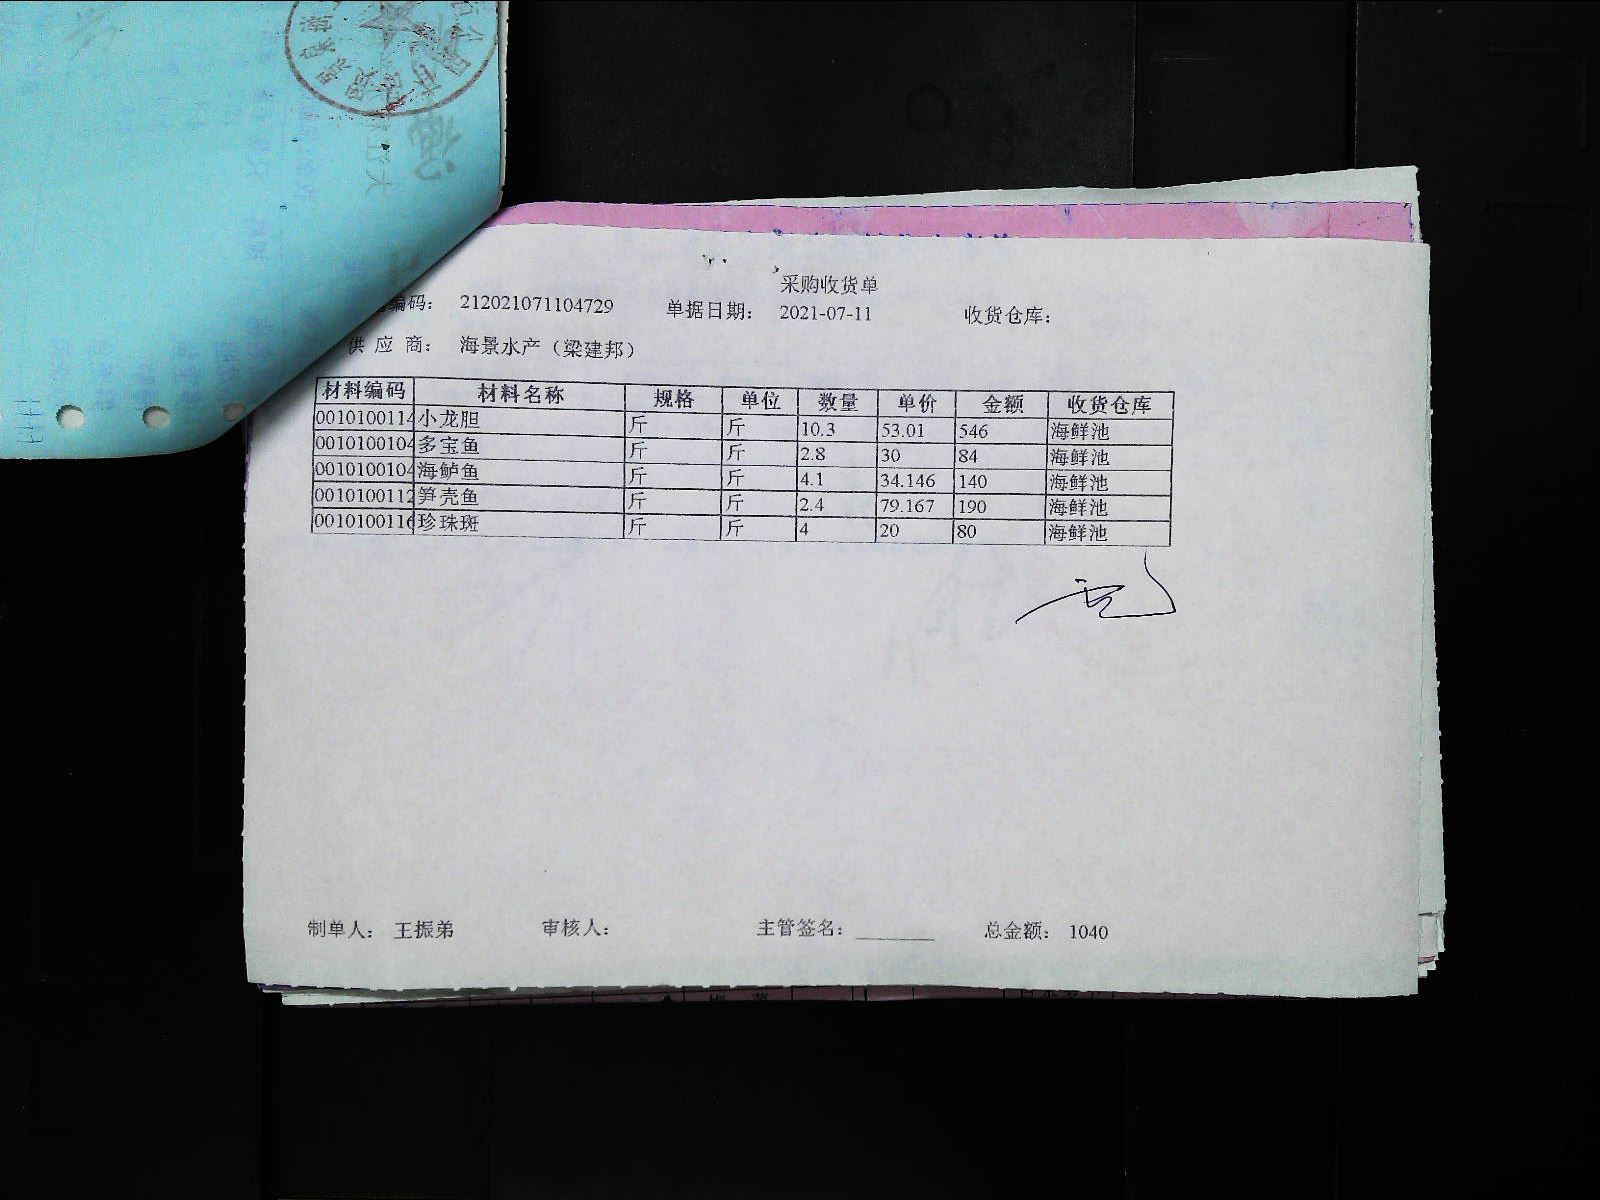 采购收货单
编码： 212021071104729 单据日期： 2021-07-11 收货仓库：
供 应 商： 海景水产（梁建邦）
材料编码 材料名称 规格 单位 数量 单价 金额 收货仓库
0010100114 小龙胆 斤 斤 10.3 53.01 546 海鲜池
0010100104 多宝鱼 斤 斤 2.8 30 84 海鲜池
0010100104 海鲈鱼 斤 斤 4.1 34.146 140 海鲜池
0010100112 笋壳鱼 斤 斤 2.4 79.167 190 海鲜池
001010011 珍珠斑 斤 斤 4 20 80 海鲜池
制单人： 王振弟 审核人： 主管签名： 总金额： 1040